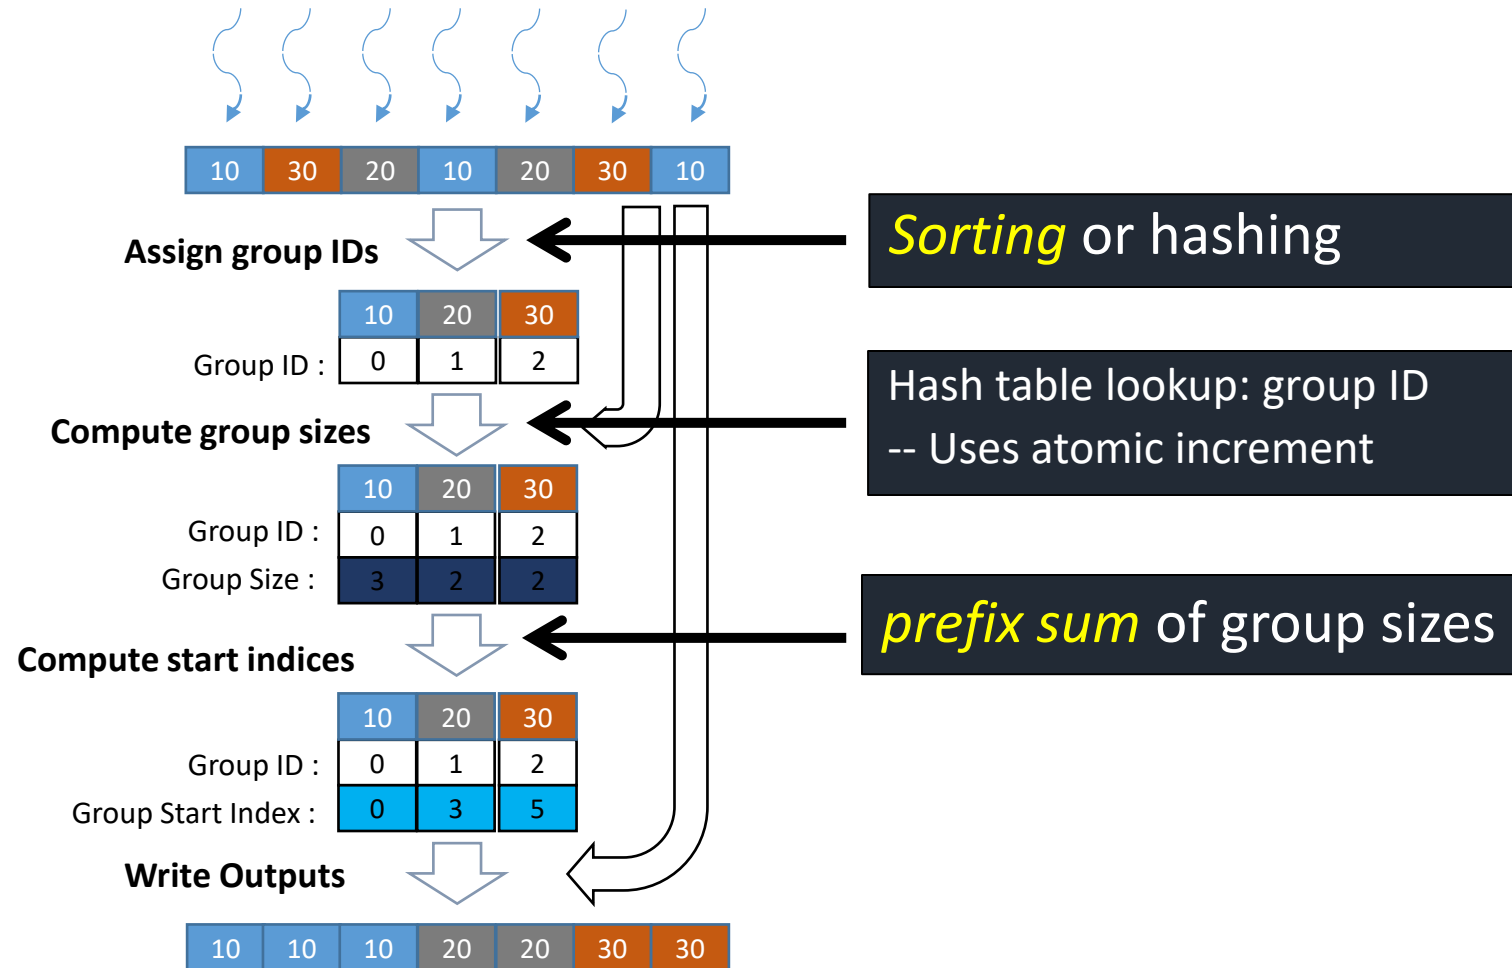 10 30 20 10 20 30 10
Assign group IDs
Sorting or hashing
10 20 30
Group ID : 0 1 2
Compute group sizes
Hash table lookup: group ID
-- Uses atomic increment
10 20 30
Group ID : 0 1 2
Group Size : 3 2 2
Compute start indices
prefix sum of group sizes
10 20 30
Group ID : 0 1 2
Group Start Index : 0 3 5
Write Outputs
10 10 10 20 20 30 30